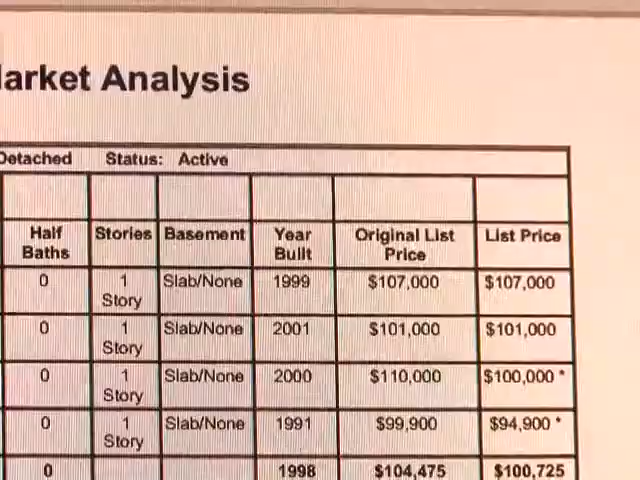 Market Analysis
Detached Status: Active
Half Baths Stories Basement Year Built Original List Price List Price
0 1 Story Slab/None 1999 $107,000 $107,000
0 1 Story Slab/None 2001 $101,000 $101,000
0 1 Story Slab/None 2000 $110,000 $100,000 *
0 1 Story Slab/None 1991 $99,900 $94,900 *
0 1998 $104,475 $100,725